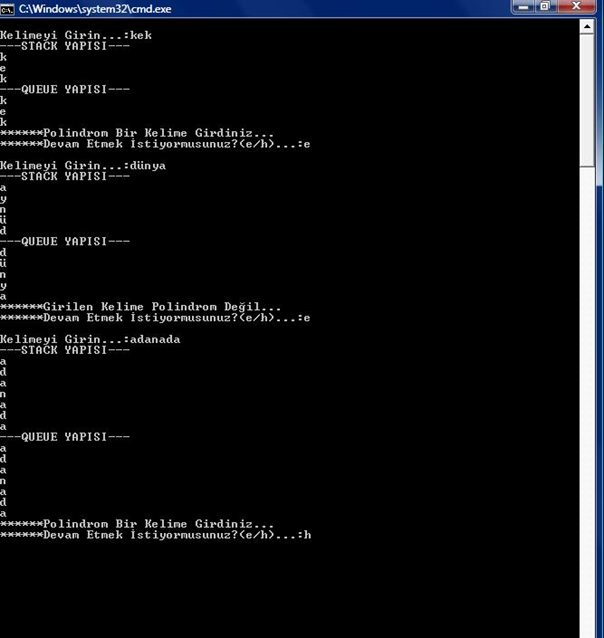 C:\Windows\system32\cmd.exe
Kelimeyi Girin...:kek
---STACK YAPISI---
k
e
k
---QUEUE YAPISI---
k
e
k
******Polindrom Bir Kelime Girdiniz...
******Devam Etmek İstiyormusunuz?(e/h)...:e
Kelimeyi Girin...:dünya
---STACK YAPISI---
a
y
n
ü
d
---QUEUE YAPISI---
d
ü
n
y
a
******Girilen Kelime Polindrom Değil...
******Devam Etmek İstiyormusunuz?(e/h)...:e
Kelimeyi Girin...:adanada
---STACK YAPISI---
a
d
a
n
a
d
a
---QUEUE YAPISI---
a
d
a
n
a
d
a
******Polindrom Bir Kelime Girdiniz...
******Devam Etmek İstiyormusunuz?(e/h)...:h